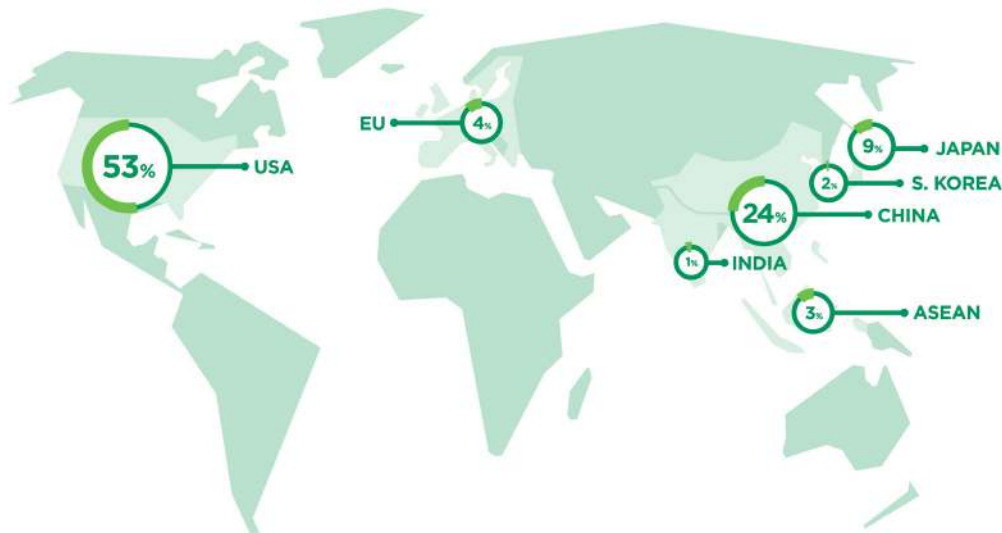 53% USA
EU 4%
9% JAPAN
2% S. KOREA
24% CHINA
1% INDIA
3% ASEAN